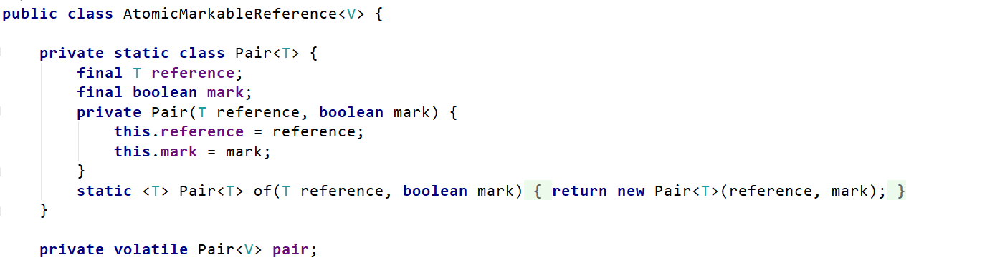 public class AtomicMarkableReference<V> {
private static class Pair<T> {
final T reference;
final boolean mark;
private Pair(T reference, boolean mark) {
this.reference = reference;
this.mark = mark;
}
static <T> Pair<T> of(T reference, boolean mark) { return new Pair<T>(reference, mark); }
}
private volatile Pair<V> pair;